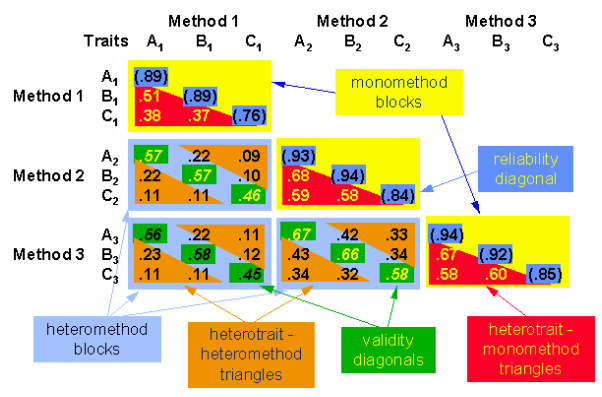 Method 1 Method 2 Method 3
Traits A1 B1 C1 A2 B2 C2 A3 B3 C3
A1 (.89)
Method 1 B1 .51 (.89)
C1 .38 .37 (.76)
monomethod
blocks
A2 .57 .22 .09 (.93)
Method 2 B2 .22 .57 .10 .68 (.94)
C2 .11 .11 .46 .59 .58 (.84)
reliability
diagonal
A3 .56 .22 .11 .67 .42 .33 (.94)
Method 3 B3 .23 .58 .12 .43 .66 .34 .67 (.92)
C3 .11 .11 .45 .34 .32 .58 .58 .60 (.85)
heteromethod
blocks
heterotrait -
heteromethod
triangles
validity
diagonals
heterotrait -
monomethod
triangles